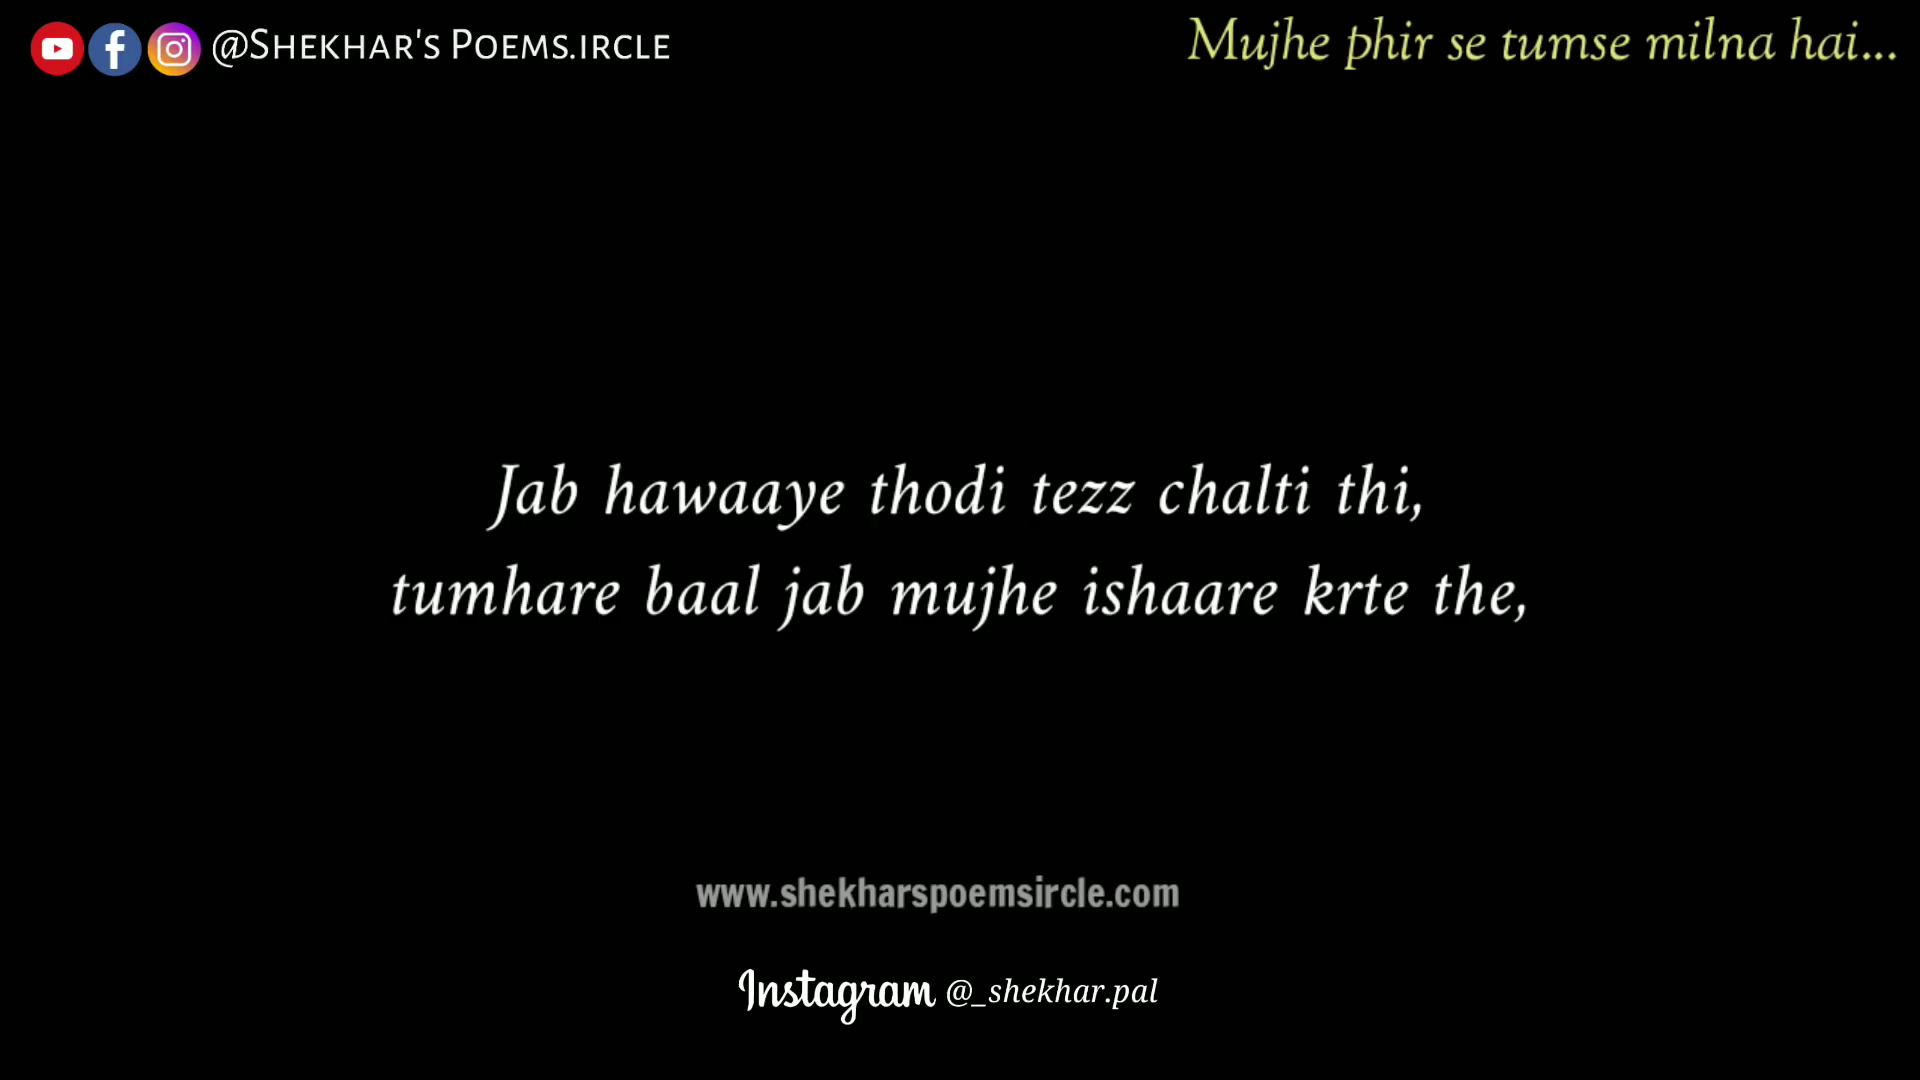 @Shekhar's Poems.ircle
Mujhe phir se tumse milna hai...
Jab hawaaye thodi tezz chalti thi,
tumhare baal jab mujhe ishaare krte the,
www.shekharspoemsircle.com
Instagram @_shekhar.pal